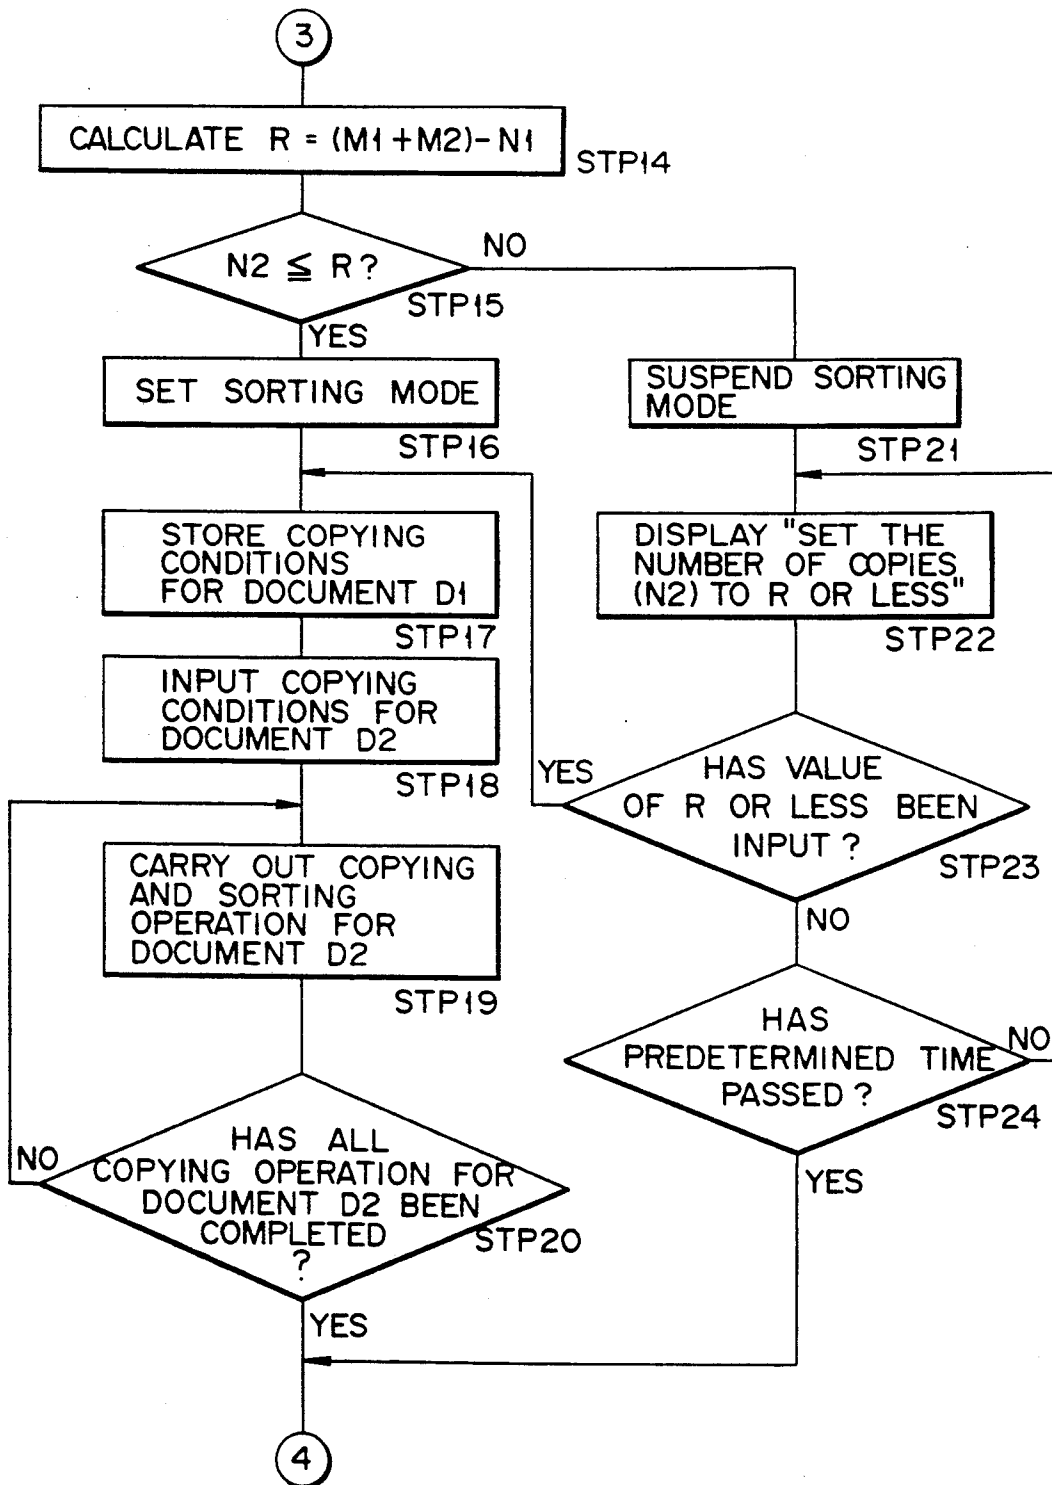 3
CALCULATE R = (M1+M2)-N1
STP14
N2 ≦ R?
NO
STP15
YES
SET SORTING MODE
STP16
SUSPEND SORTING
MODE
STP21
STORE COPYING
CONDITIONS
FOR DOCUMENT D1
STP17
DISPLAY "SET THE
NUMBER OF COPIES
(N2) TO R OR LESS"
STP22
INPUT COPYING
CONDITIONS FOR
DOCUMENT D2
STP18
YES
HAS VALUE
OF R OR LESS BEEN
INPUT ?
STP23
NO
CARRY OUT COPYING
AND SORTING
OPERATION FOR
DOCUMENT D2
STP19
HAS
PREDETERMINED TIME
PASSED ?
NO
STP24
YES
NO
HAS ALL
COPYING OPERATION FOR
DOCUMENT D2 BEEN
COMPLETED
?
STP20
YES
4